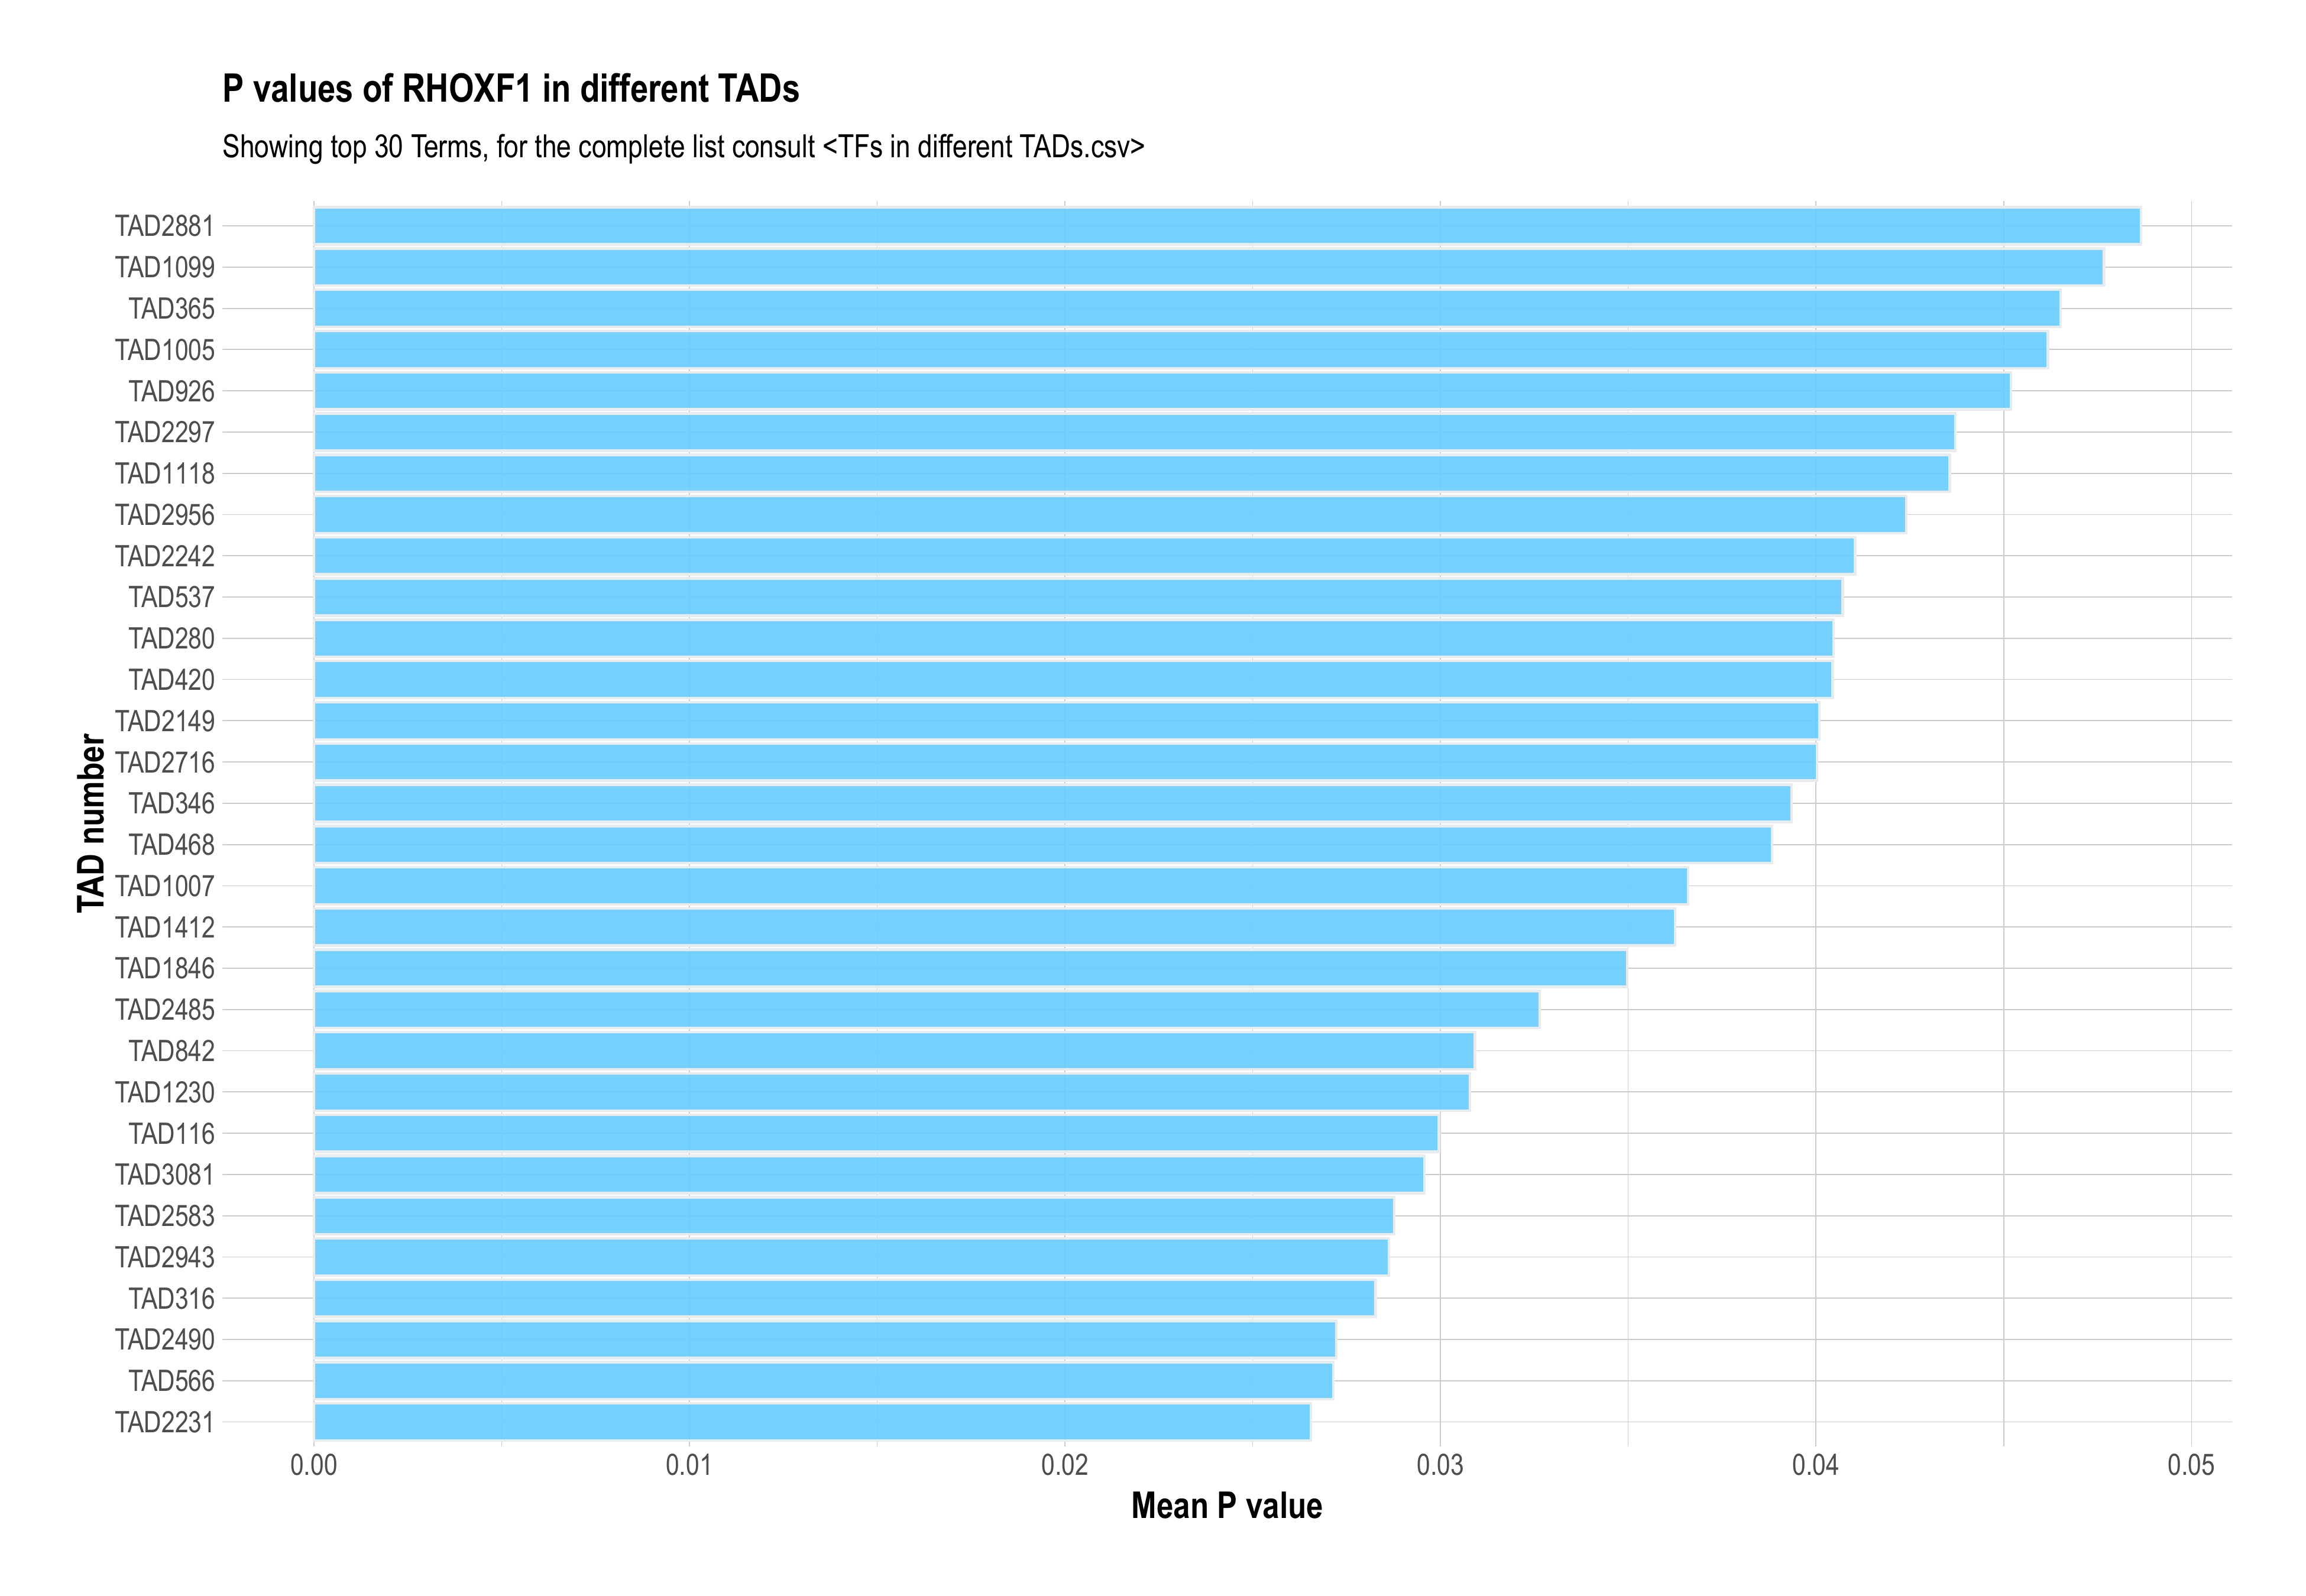 P values of RHOXF1 in different TADs
Showing top 30 Terms, for the complete list consult <TFs in different TADs.csv>
TAD number
TAD2881
TAD1099
TAD365
TAD1005
TAD926
TAD2297
TAD1118
TAD2956
TAD2242
TAD537
TAD280
TAD420
TAD2149
TAD2716
TAD346
TAD468
TAD1007
TAD1412
TAD1846
TAD2485
TAD842
TAD1230
TAD116
TAD3081
TAD2583
TAD2943
TAD316
TAD2490
TAD566
TAD2231
0.00 0.01 0.02 0.03 0.04 0.05
Mean P value